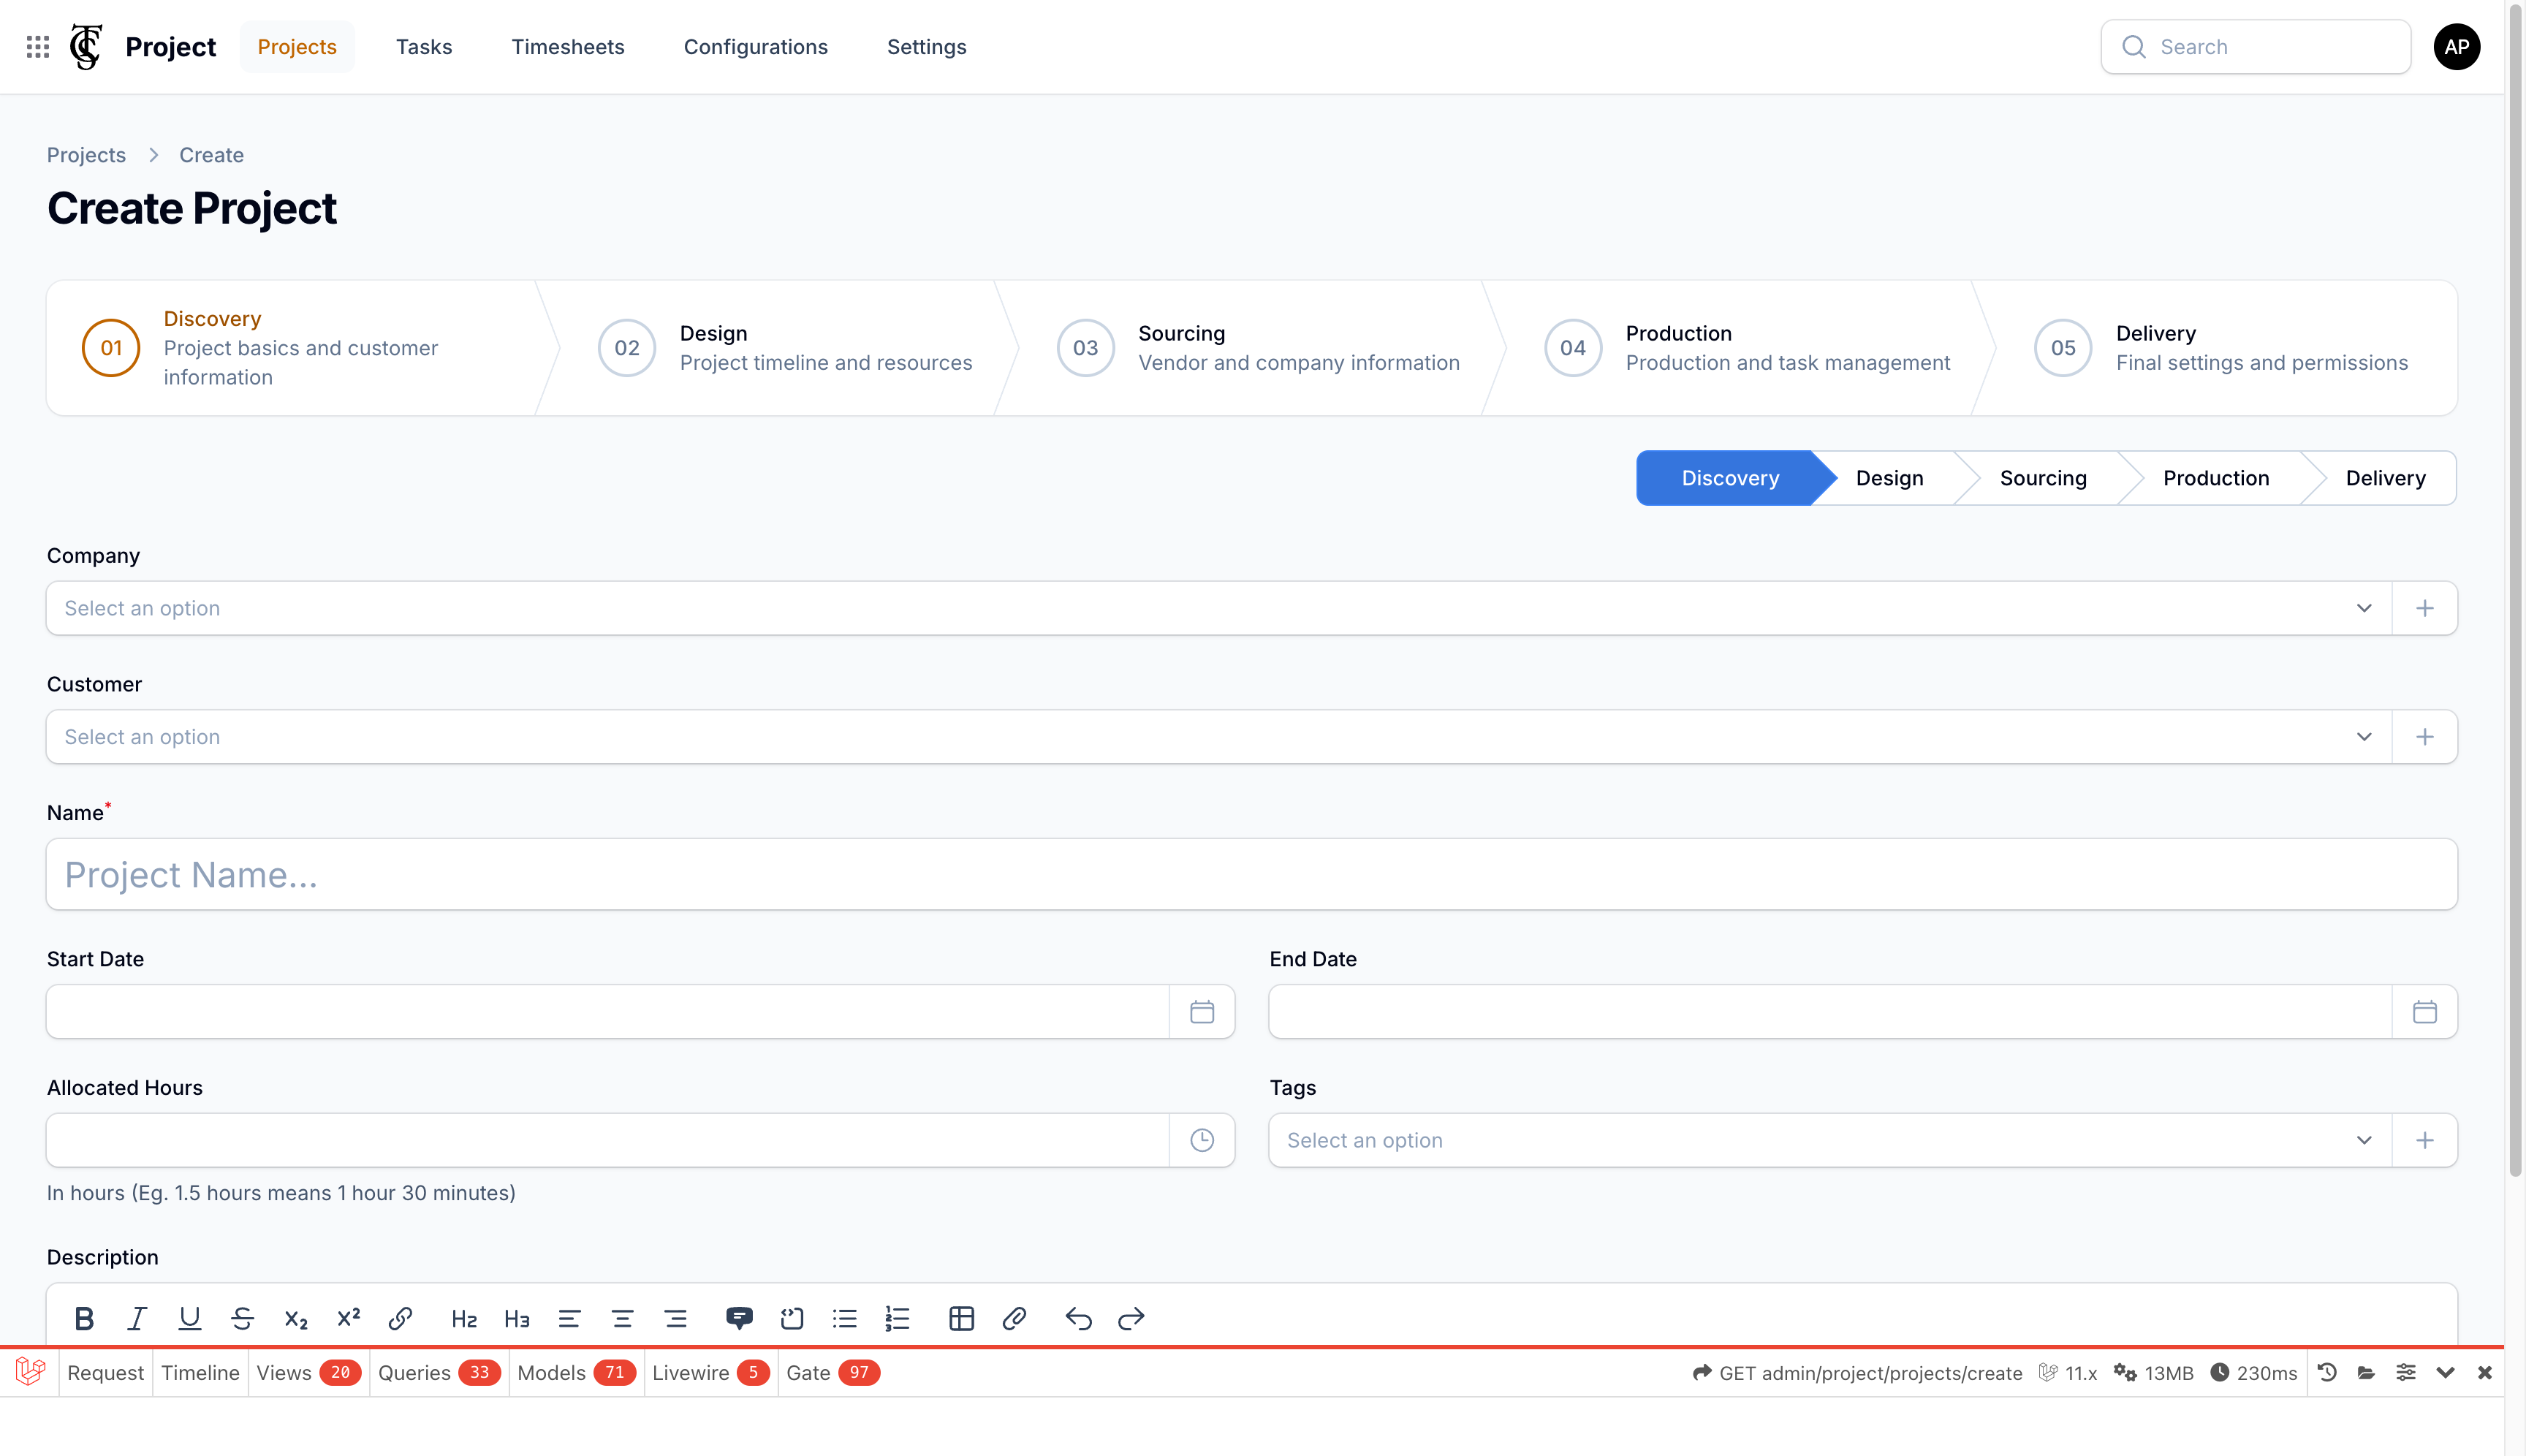 Project
Projects
Tasks
Timesheets
Configurations
Settings
Search
AP
Projects
Create
Create Project
01
Discovery
Project basics and customer
information
02
Design
Project timeline and resources
03
Sourcing
Vendor and company information
04
Production
Production and task management
05
Delivery
Final settings and permissions
Discovery
Design
Sourcing
Production
Delivery
Company
Select an option
Customer
Select an option
Name*
Project Name...
Start Date
End Date
Allocated Hours
Tags
Select an option
In hours (Eg. 1.5 hours means 1 hour 30 minutes)
Description
H2
H3
Request
Timeline
Views 20
Queries 33
Models 71
Livewire 5
Gate 97
GET admin/project/projects/create
11.x
13MB
230ms